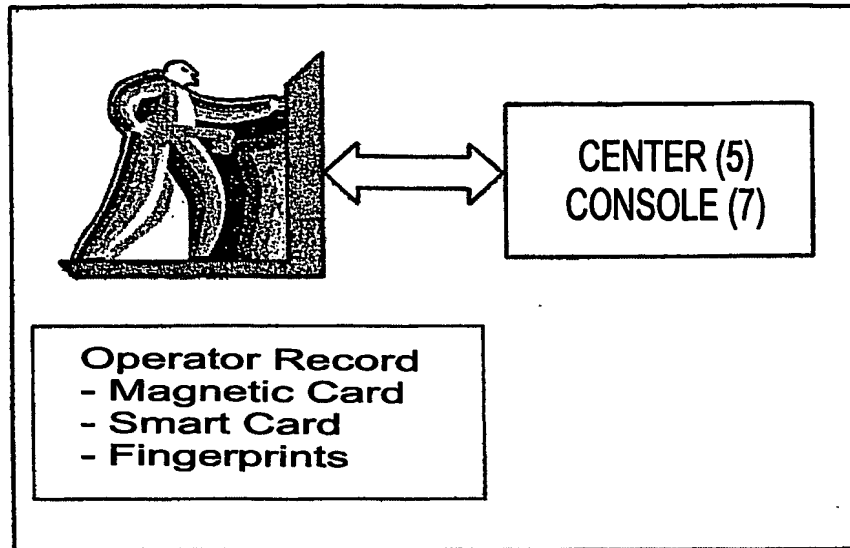 CENTER (5)
CONSOLE (7)
Operator Record
- Magnetic Card
- Smart Card
- Fingerprints